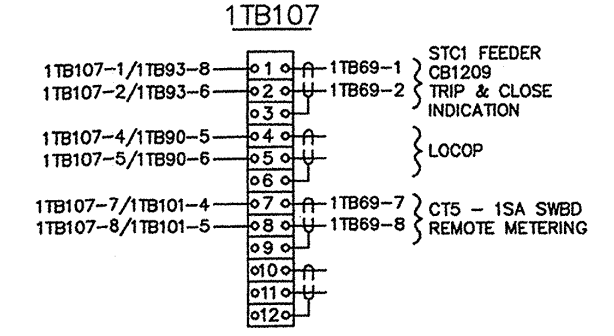 1TB107
1TB107-1/1TB93-8 1 1TB69-1
1TB107-2/1TB93-6 2 1TB69-2
3
STC1 FEEDER
CB1209
TRIP & CLOSE
INDICATION
1TB107-4/1TB90-5 4
1TB107-5/1TB90-6 5
6
LOCOP
1TB107-7/1TB101-4 7 1TB69-7
1TB107-8/1TB101-5 8 1TB69-8
9
CT5 - 1SA SWBD
REMOTE METERING
10
11
12